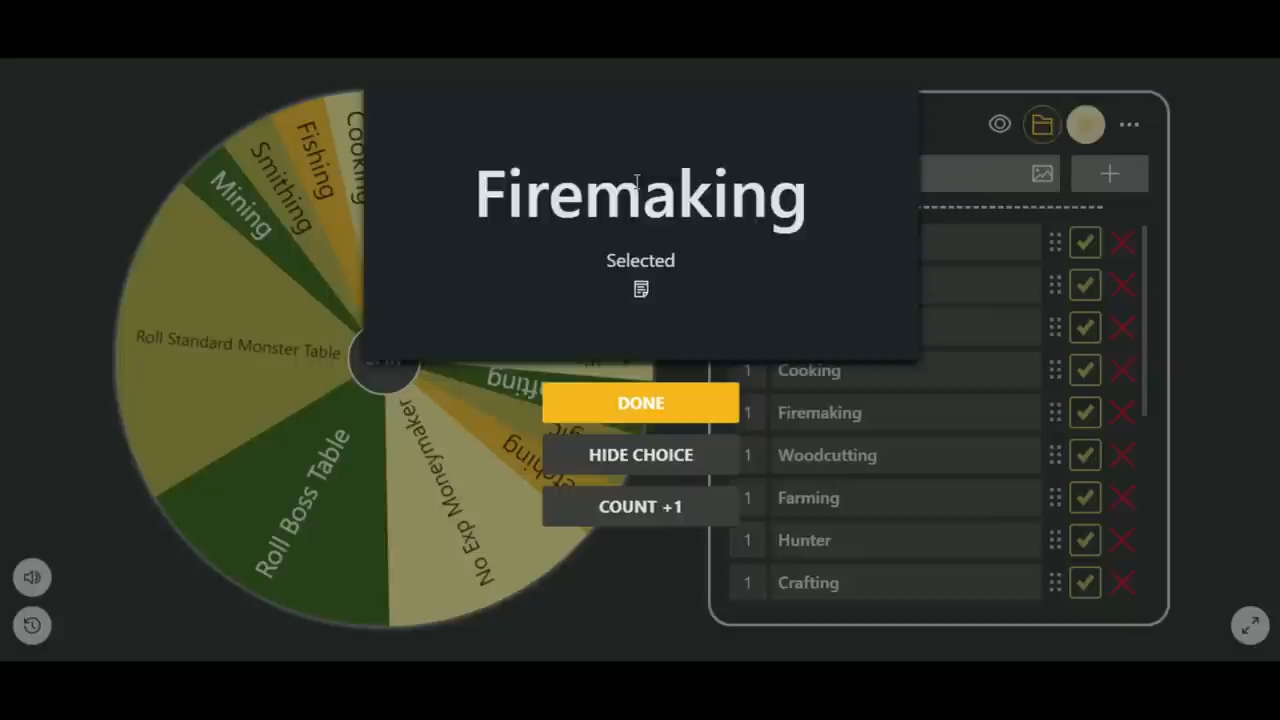 Firemaking
Selected
DONE
HIDE CHOICE
COUNT +1
Cooking
Fishing
Smithing
Mining
Roll Standard Monster Table
Roll Boss Table
No Exp Moneymaker
1 Cooking
1 Firemaking
1 Woodcutting
1 Farming
1 Hunter
1 Crafting